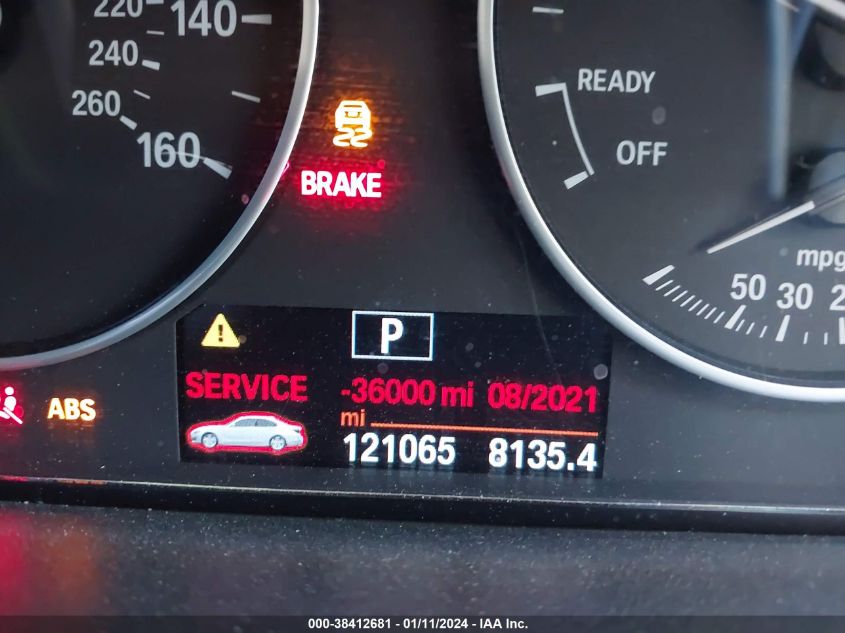 220
140
240
260
160
BRAKE
READY
OFF
mpg
50
30
P
SERVICE -36000 mi 08/2021
mi
121065 8135.4
ABS
000-38412681 - 01/11/2024 - IAA Inc.